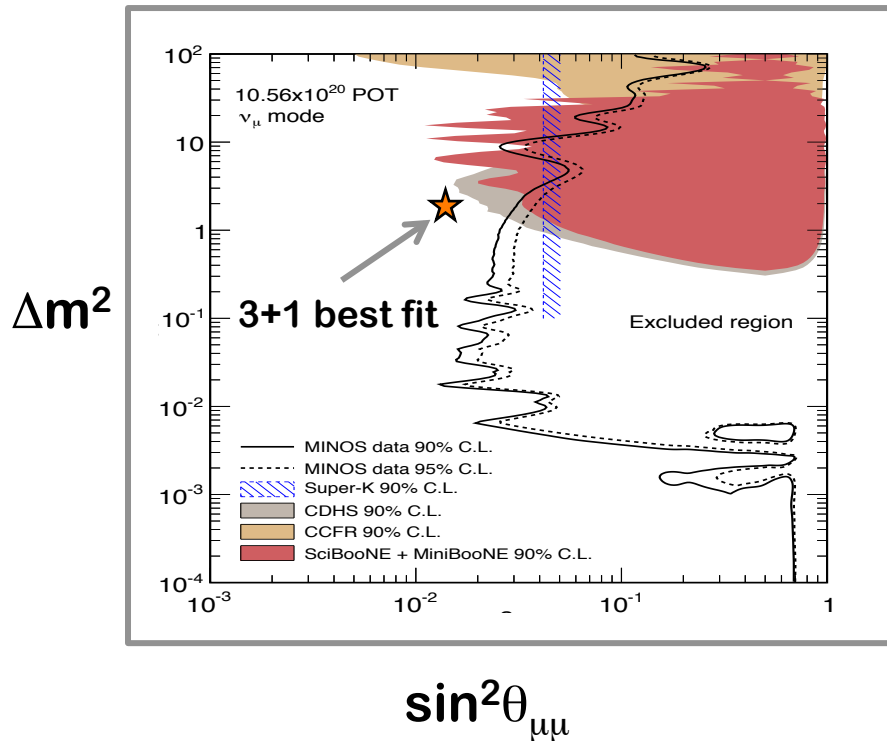 10²
10.56x10²⁰ POT
νμ mode
10
1
Δm²
3+1 best fit
10⁻¹
Excluded region
10⁻²
MINOS data 90% C.L.
MINOS data 95% C.L.
Super-K 90% C.L.
10⁻³
CDHS 90% C.L.
CCFR 90% C.L.
SciBooNE + MiniBooNE 90% C.L.
10⁻⁴
10⁻³ 10⁻² 10⁻¹ 1
sin²θμμ